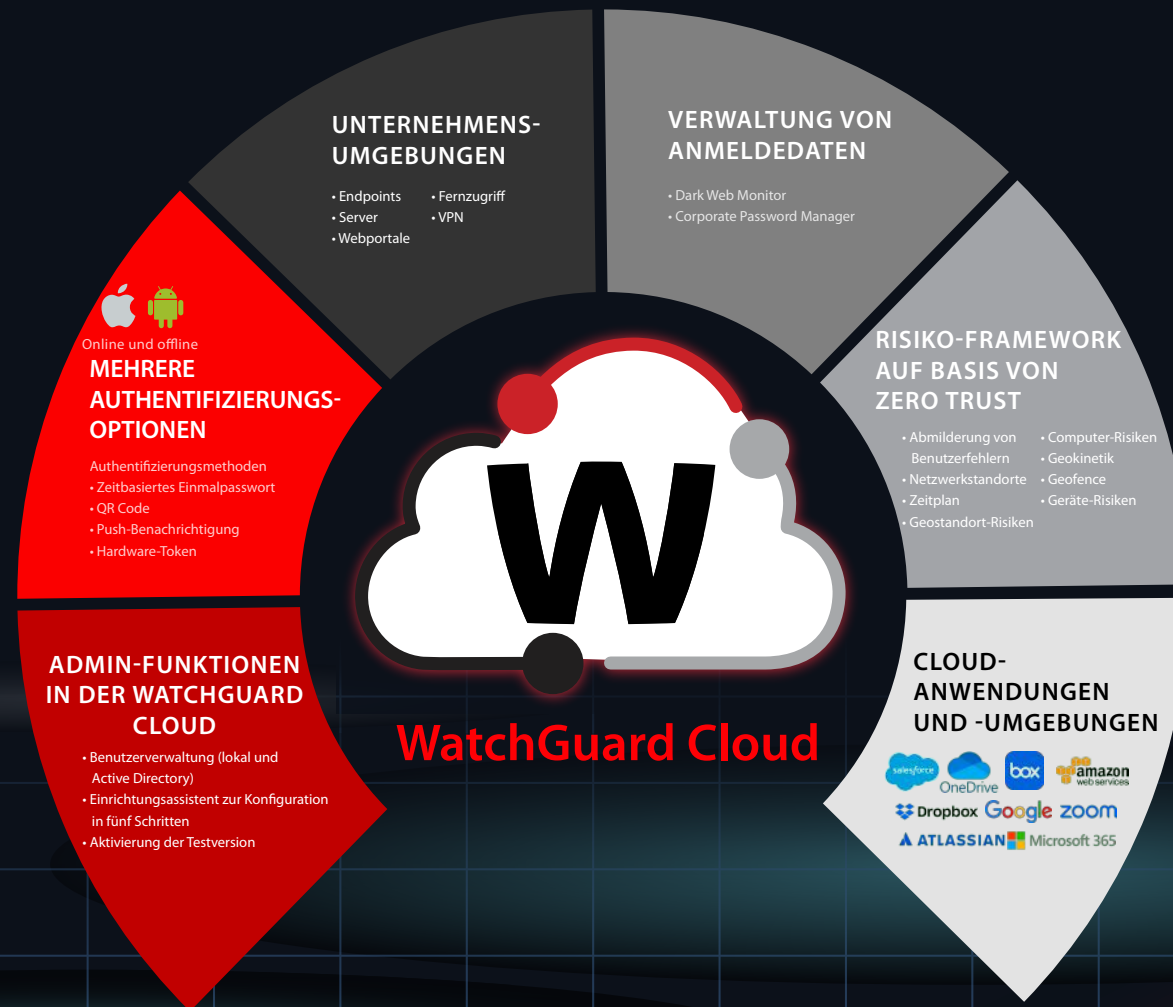 UNTERNEHMENS-
UMGEBUNGEN
• Endpoints
• Server
• Webportale
• Fernzugriff
• VPN
VERWALTUNG VON
ANMELDEDATEN
• Dark Web Monitor
• Corporate Password Manager
Online und offline
MEHRERE
AUTHENTIFIZIERUNGS-
OPTIONEN
Authentifizierungsmethoden
• Zeitbasiertes Einmalpasswort
• QR Code
• Push-Benachrichtigung
• Hardware-Token
RISIKO-FRAMEWORK
AUF BASIS VON
ZERO TRUST
• Abmilderung von
Benutzerfehlern
• Netzwerkstandorte
• Zeitplan
• Geostandort-Risiken
• Computer-Risiken
• Geokinetik
• Geofence
• Geräte-Risiken
W
WatchGuard Cloud
ADMIN-FUNKTIONEN
IN DER WATCHGUARD
CLOUD
• Benutzerverwaltung (lokal und
Active Directory)
• Einrichtungsassistent zur Konfiguration
in fünf Schritten
• Aktivierung der Testversion
CLOUD-
ANWENDUNGEN
UND -UMGEBUNGEN
salesforce
OneDrive
box
amazon
web services
Dropbox
Google
zoom
ATLASSIAN
Microsoft 365